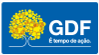 GDF
É tempo de ação.